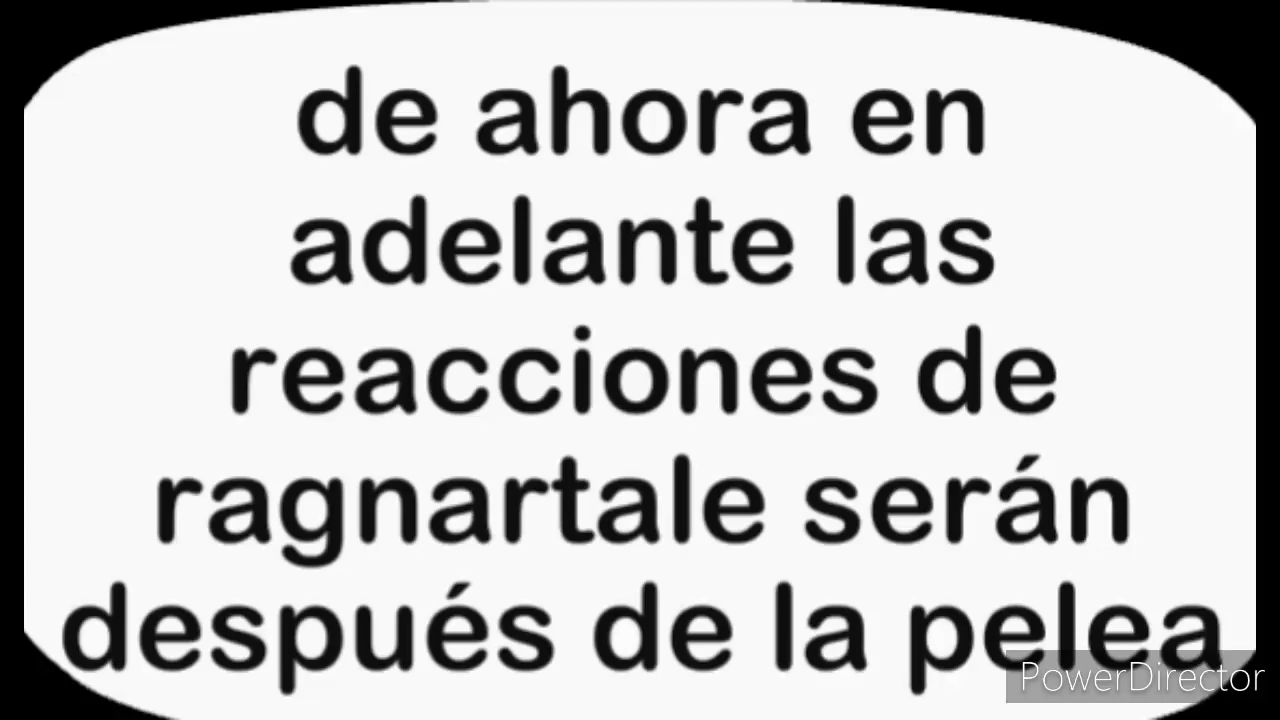 de ahora en
adelante las
reacciones de
ragnartale serán
después de la pelea
PowerDirector